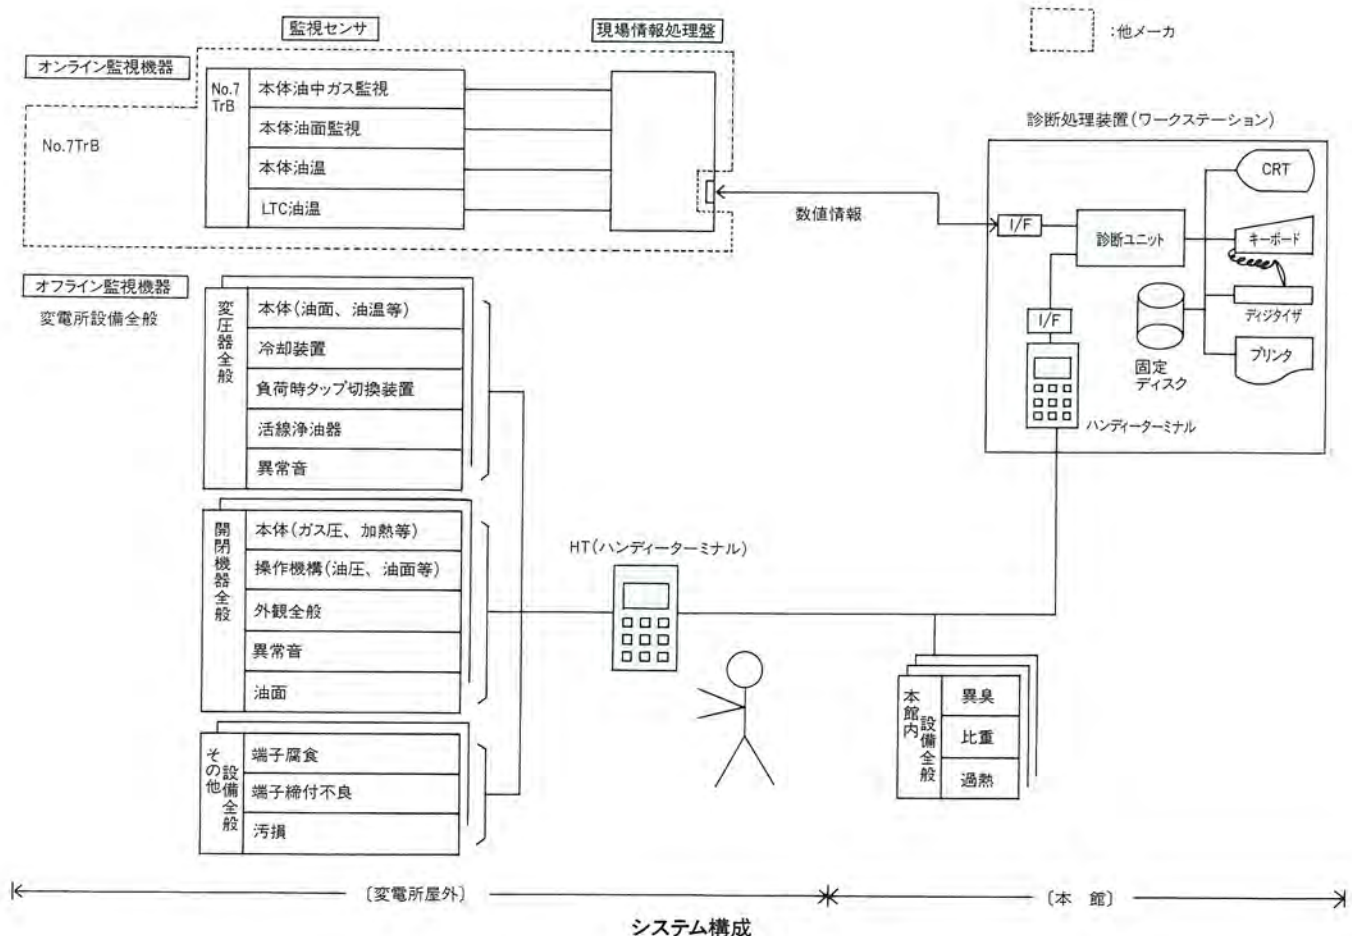 監視センサ
現場情報処理盤
:他メーカ
オンライン監視機器
No.7TrB
No.7
TrB
本体油中ガス監視
本体油面監視
本体油温
LTC油温
数値情報
診断処理装置(ワークステーション)
I/F
診断ユニット
CRT
キーボード
ディジタイザ
プリンタ
固定
ディスク
I/F
ハンディーターミナル
オフライン監視機器
変電所設備全般
変圧器全般
本体(油面、油温等)
冷却装置
負荷時タップ切換装置
活線浄油器
異常音
開閉機器全般
本体(ガス圧、加熱等)
操作機構(油圧、油面等)
外観全般
異常音
油面
その他
設備全般
端子腐食
端子締付不良
汚損
HT(ハンディーターミナル)
本館内
設備全般
異臭
比重
過熱
〔変電所屋外〕
〔本 館〕
システム構成